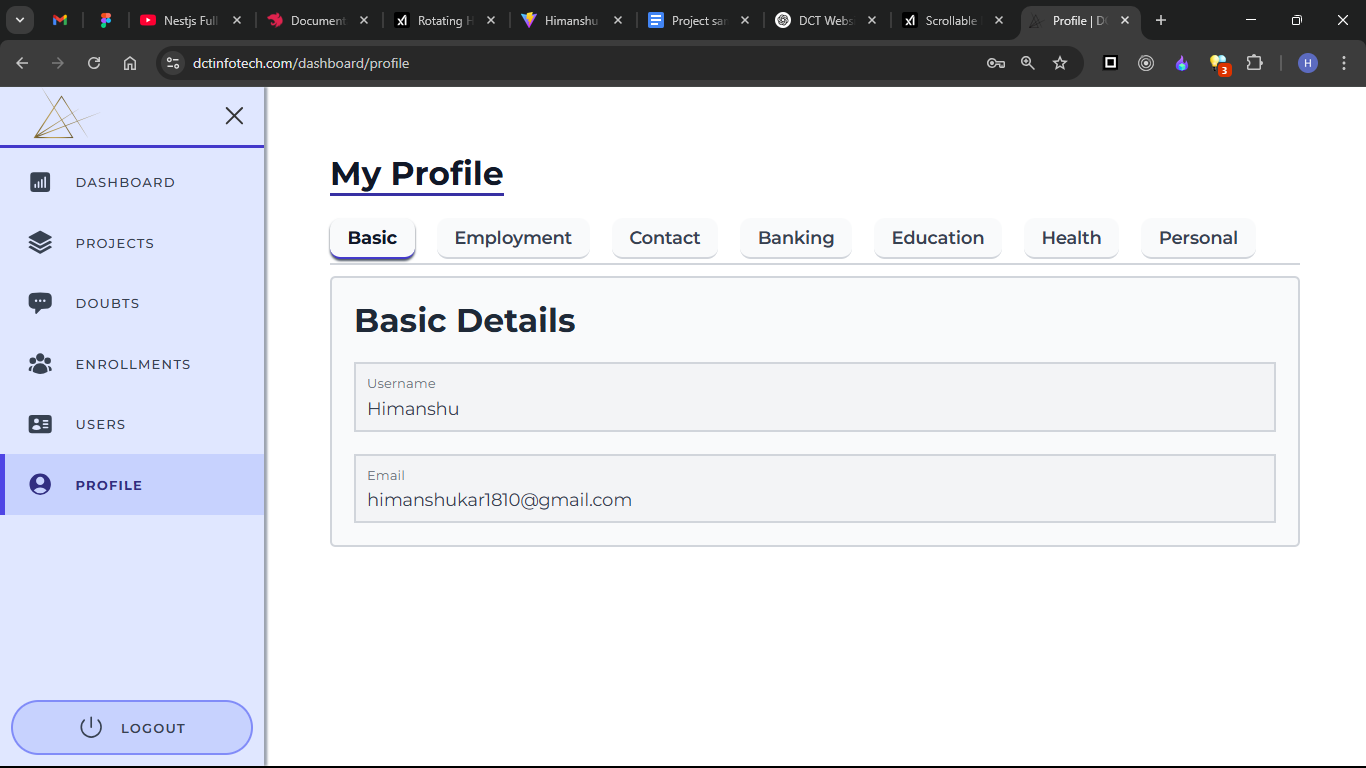 Nestjs Full
Document
Rotating H
Himanshu
Project sar
DCT Webs
Scrollable
Profile | DC
dctinfotech.com/dashboard/profile
3
H
DASHBOARD
PROJECTS
DOUBTS
ENROLLMENTS
USERS
PROFILE
LOGOUT
My Profile
Basic Employment Contact Banking Education Health Personal
Basic Details
Username
Himanshu
Email
himanshukar1810@gmail.com